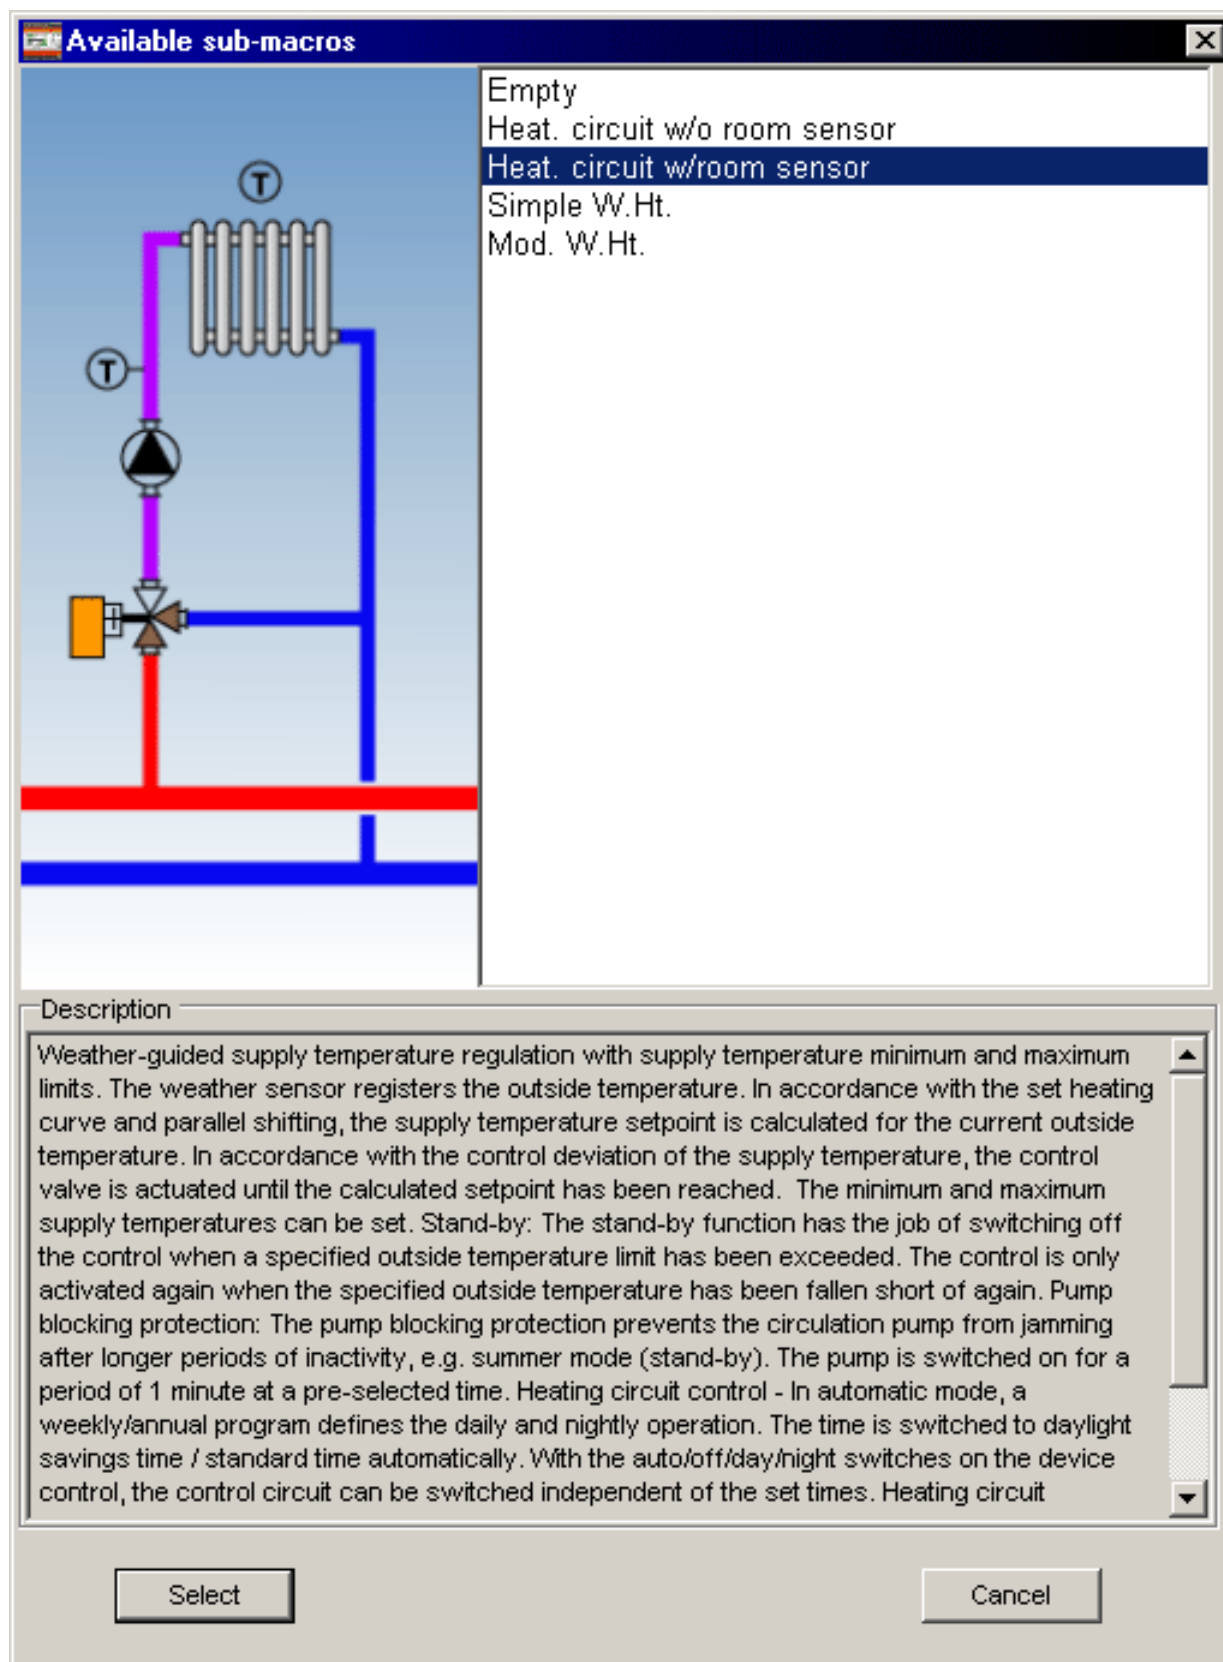 Available sub-macros
Empty
Heat. circuit w/o room sensor
Heat. circuit w/room sensor
Simple W.Ht.
Mod. W.Ht.
T
T
Description
Weather-guided supply temperature regulation with supply temperature minimum and maximum
limits. The weather sensor registers the outside temperature. In accordance with the set heating
curve and parallel shifting, the supply temperature setpoint is calculated for the current outside
temperature. In accordance with the control deviation of the supply temperature, the control
valve is actuated until the calculated setpoint has been reached.  The minimum and maximum
supply temperatures can be set. Stand-by: The stand-by function has the job of switching off
the control when a specified outside temperature limit has been exceeded. The control is only
activated again when the specified outside temperature has been fallen short of again. Pump
blocking protection: The pump blocking protection prevents the circulation pump from jamming
after longer periods of inactivity, e.g. summer mode (stand-by). The pump is switched on for a
period of 1 minute at a pre-selected time. Heating circuit control - In automatic mode, a
weekly/annual program defines the daily and nightly operation. The time is switched to daylight
savings time / standard time automatically. With the auto/off/day/night switches on the device
control, the control circuit can be switched independent of the set times. Heating circuit
Select
Cancel